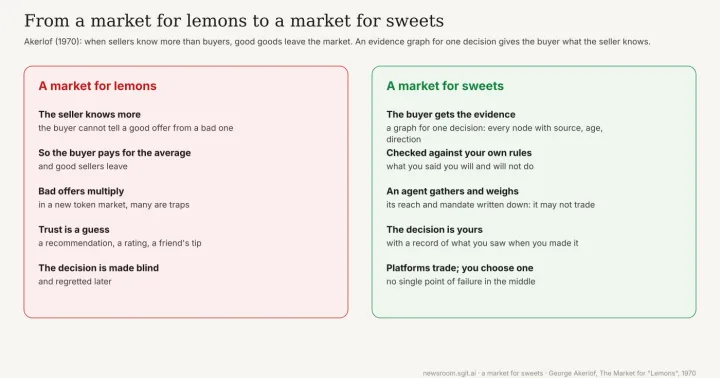 From a market for lemons to a market for sweets
Akerlof (1970): when sellers know more than buyers, good goods leave the market. An evidence graph for one decision gives the buyer what the seller knows.
A market for lemons
The seller knows more
the buyer cannot tell a good offer from a bad one
So the buyer pays for the average
and good sellers leave
Bad offers multiply
in a new token market, many are traps
Trust is a guess
a recommendation, a rating, a friend's tip
The decision is made blind
and regretted later
A market for sweets
The buyer gets the evidence
a graph for one decision: every node with source, age,
direction
Checked against your own rules
what you said you will and will not do
An agent gathers and weighs
its reach and mandate written down: it may not trade
The decision is yours
with a record of what you saw when you made it
Platforms trade; you choose one
no single point of failure in the middle
newsroom.sgit.ai · a market for sweets · George Akerlof, The Market for "Lemons", 1970